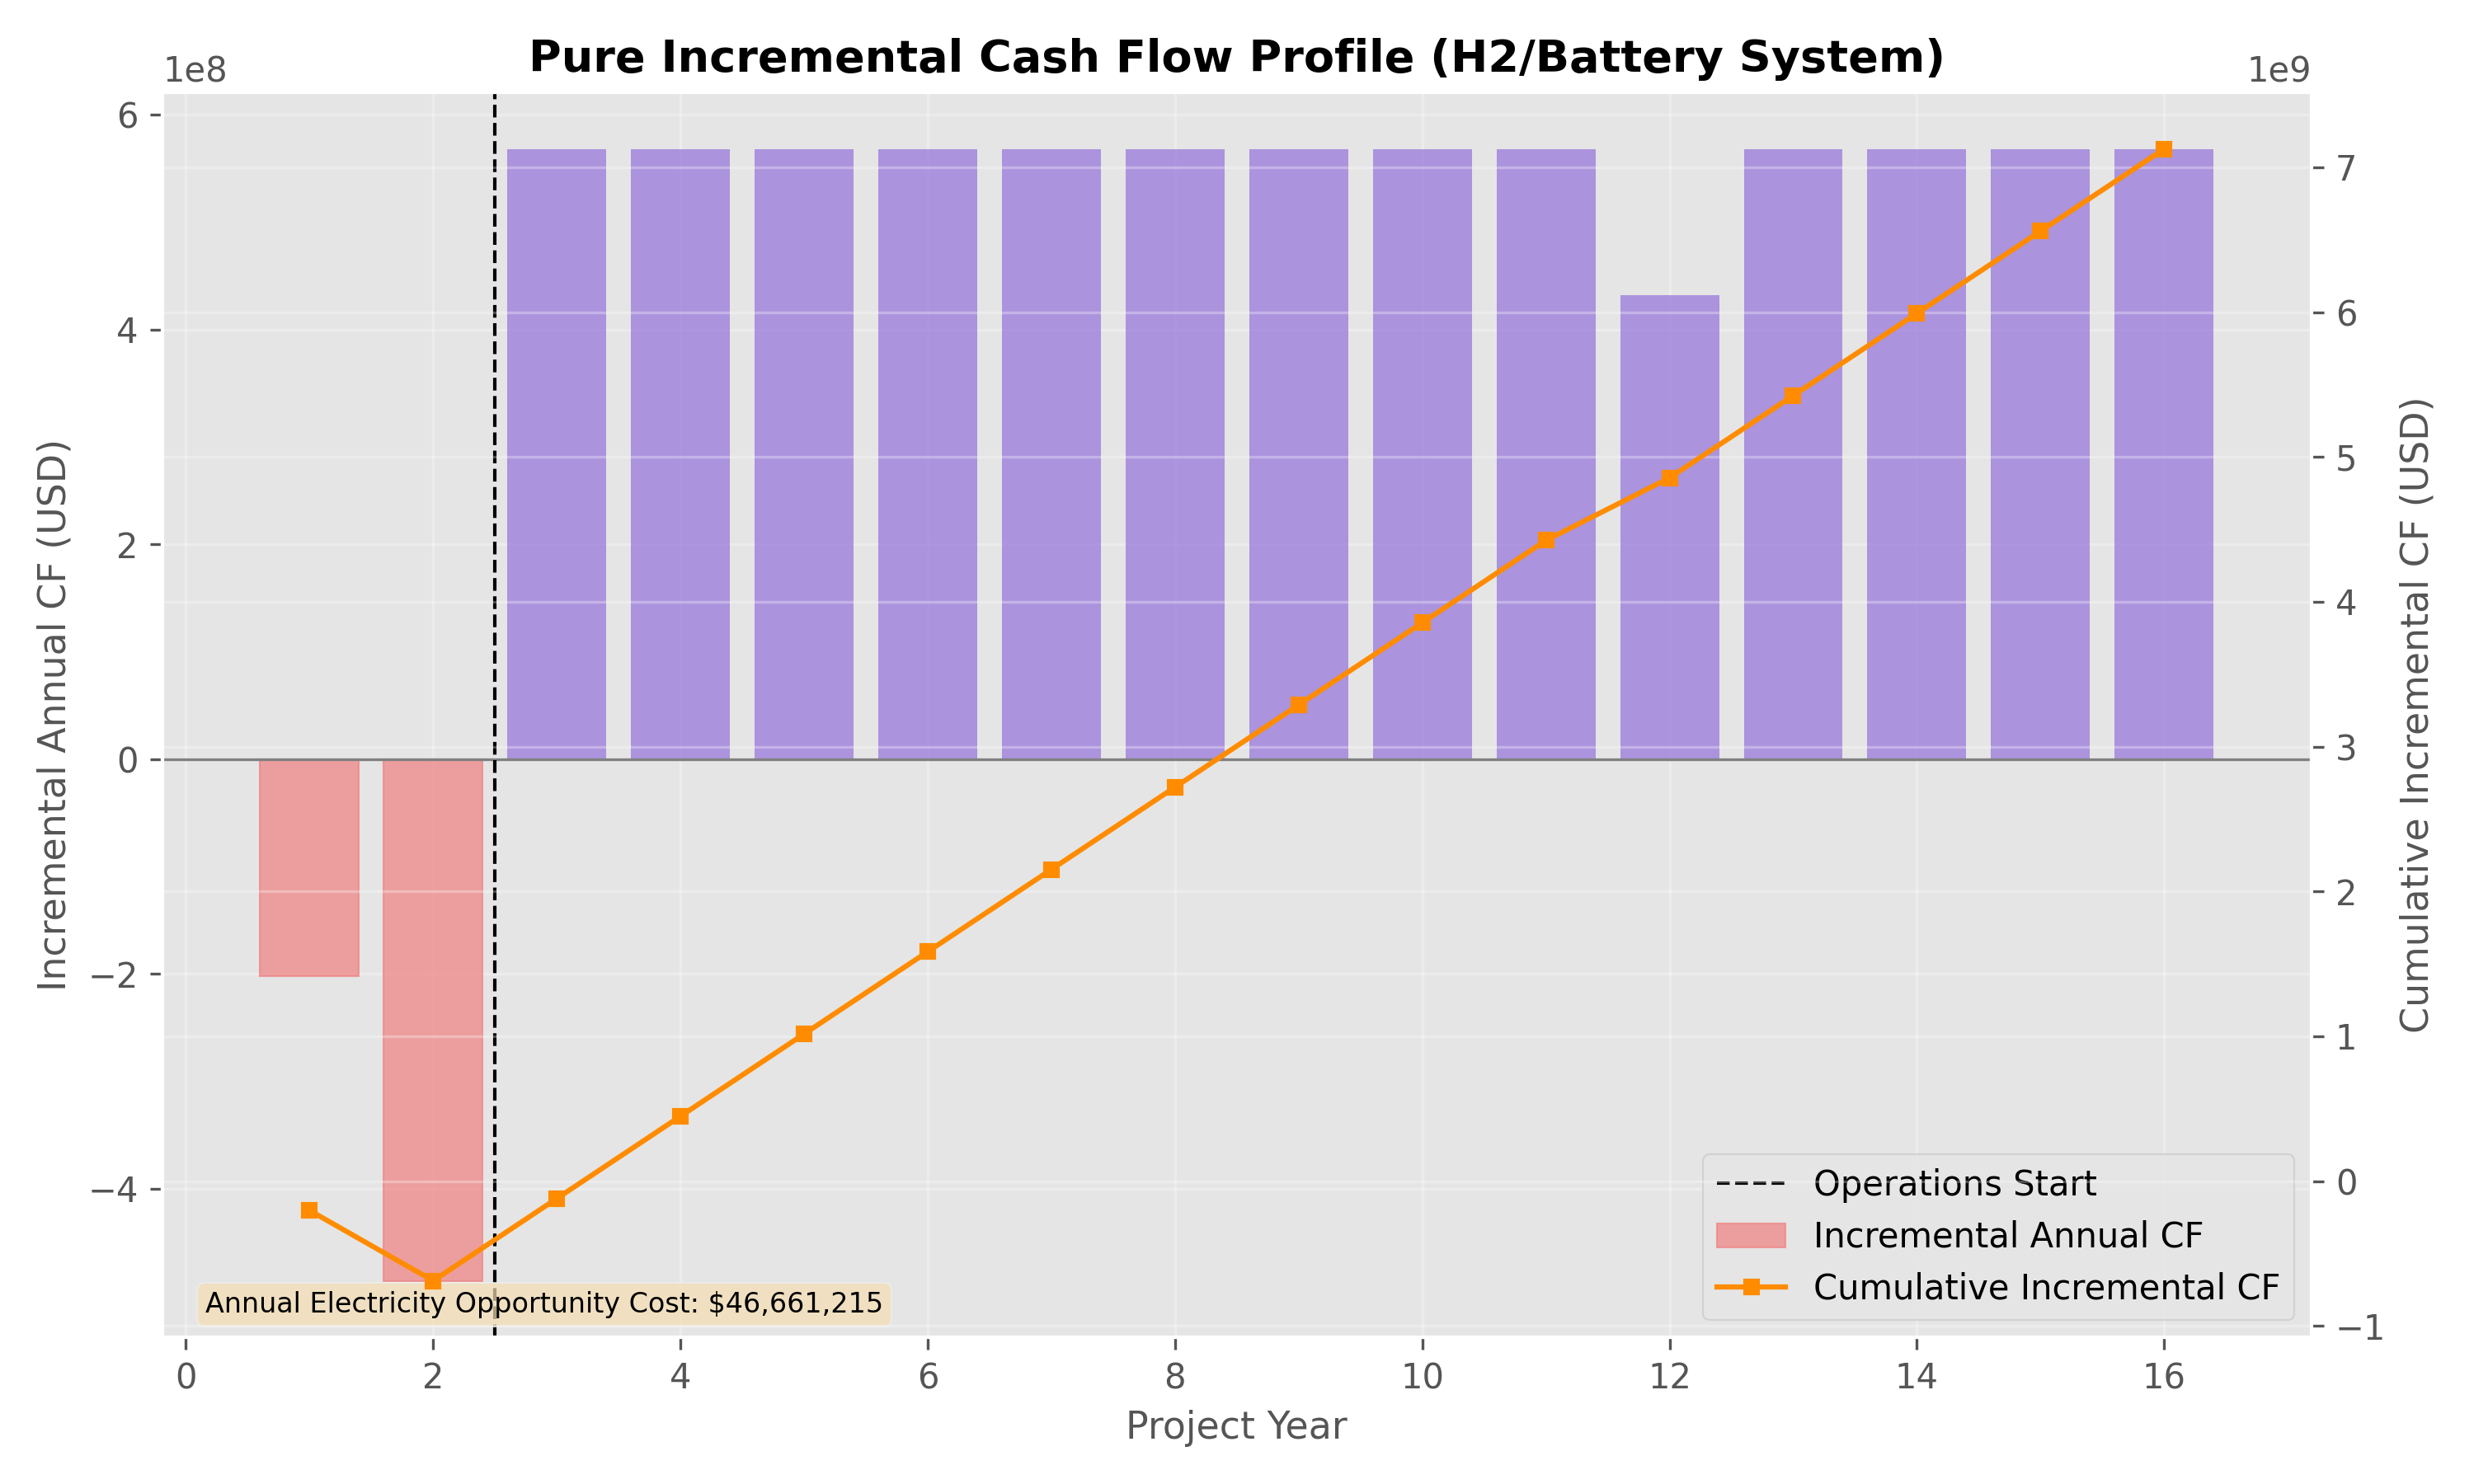 Pure Incremental Cash Flow Profile (H2/Battery System)
1e8
1e9
6
4
2
0
−2
−4
Incremental Annual CF (USD)
7
6
5
4
3
2
1
0
−1
Cumulative Incremental CF (USD)
Operations Start
Incremental Annual CF
Cumulative Incremental CF
Annual Electricity Opportunity Cost: $46,661,215
0 2 4 6 8 10 12 14 16
Project Year